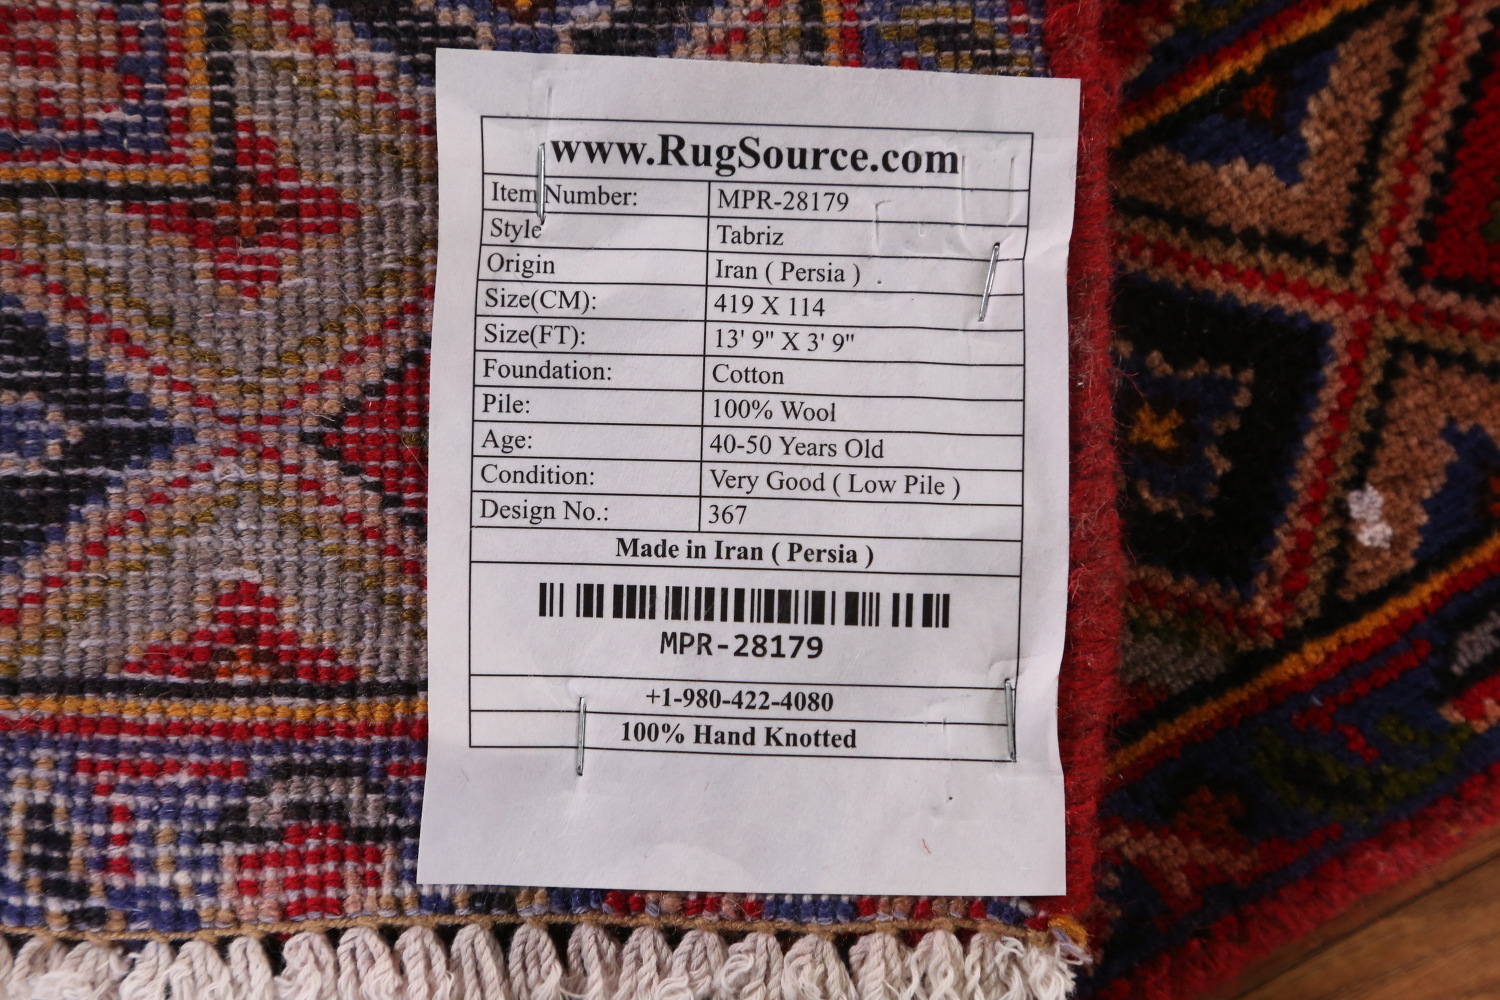 www.RugSource.com
Item Number: MPR-28179
Style Tabriz
Origin Iran ( Persia )
Size(CM): 419 X 114
Size(FT): 13' 9" X 3' 9"
Foundation: Cotton
Pile: 100% Wool
Age: 40-50 Years Old
Condition: Very Good ( Low Pile )
Design No.: 367
Made in Iran ( Persia )
MPR-28179
+1-980-422-4080
100% Hand Knotted